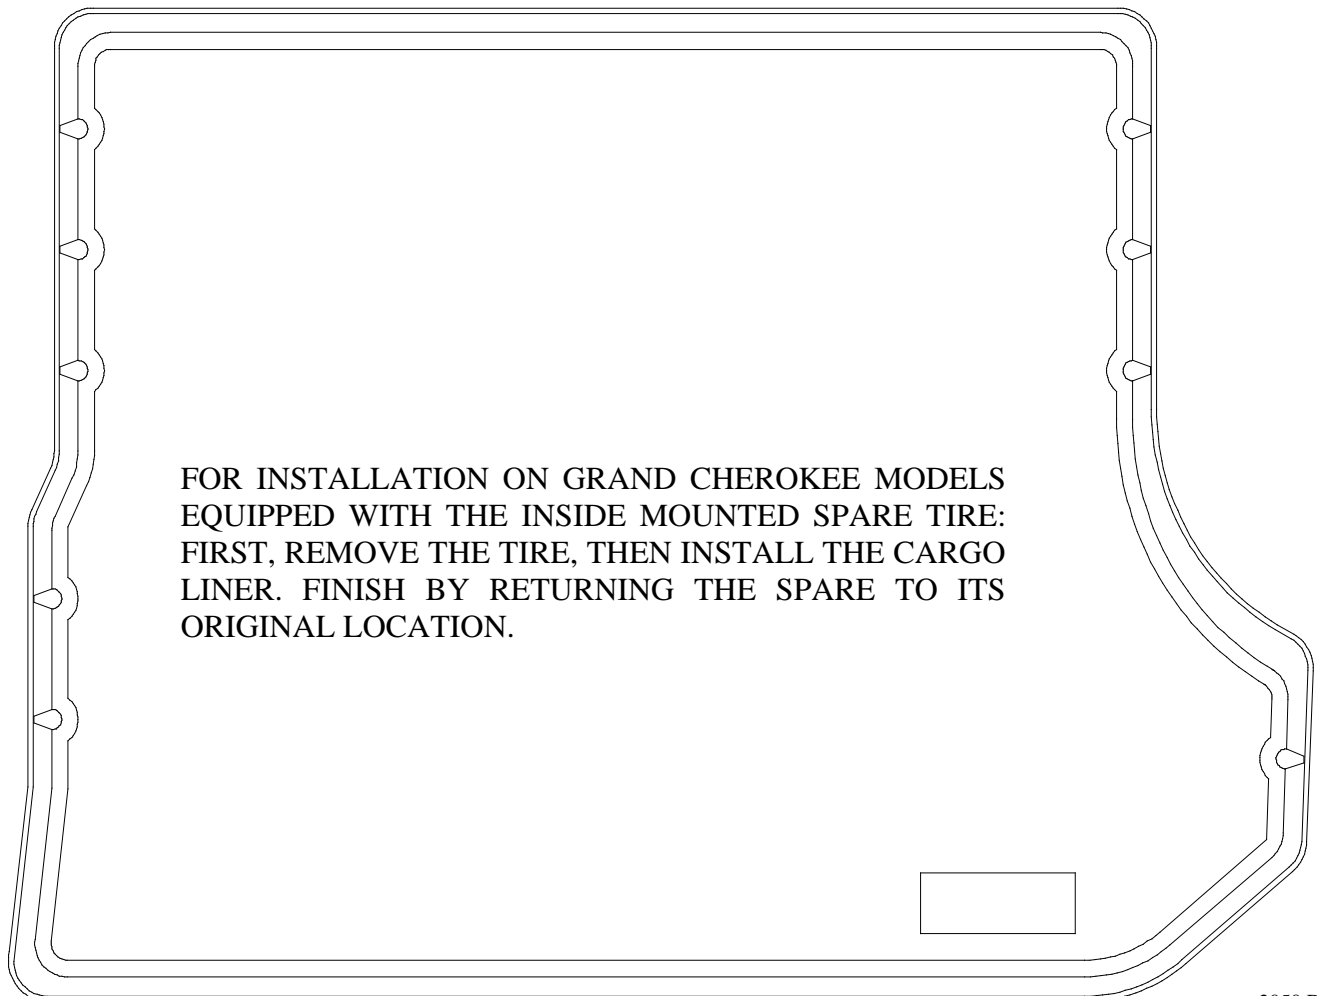 FOR INSTALLATION ON GRAND CHEROKEE MODELS
EQUIPPED WITH THE INSIDE MOUNTED SPARE TIRE:
FIRST, REMOVE THE TIRE, THEN INSTALL THE CARGO
LINER. FINISH BY RETURNING THE SPARE TO ITS
ORIGINAL LOCATION.